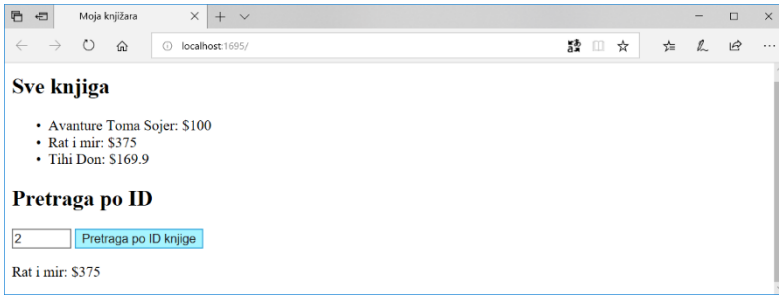 Moja knjižara
localhost:1695/
Sve knjiga
• Avanture Toma Sojer: $100
• Rat i mir: $375
• Tihi Don: $169.9
Pretraga po ID
2 Pretraga po ID knjige
Rat i mir: $375